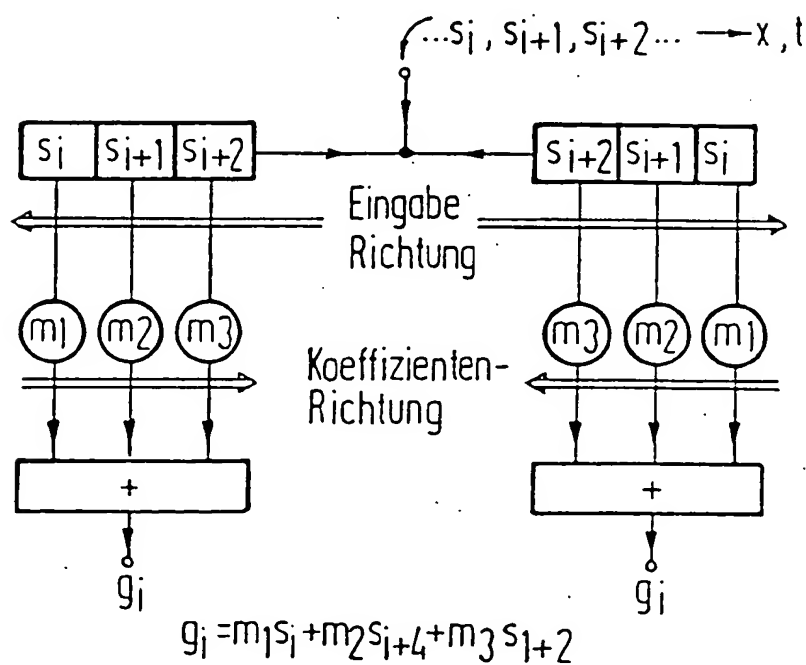 ...si, si+1, si+2... x, t
si si+1 si+2
si+2 si+1 si
Eingabe
Richtung
m1 m2 m3
m3 m2 m1
Koeffizienten-
Richtung
+
+
gi
gi
gi=m1si+m2si+4+m3s1+2